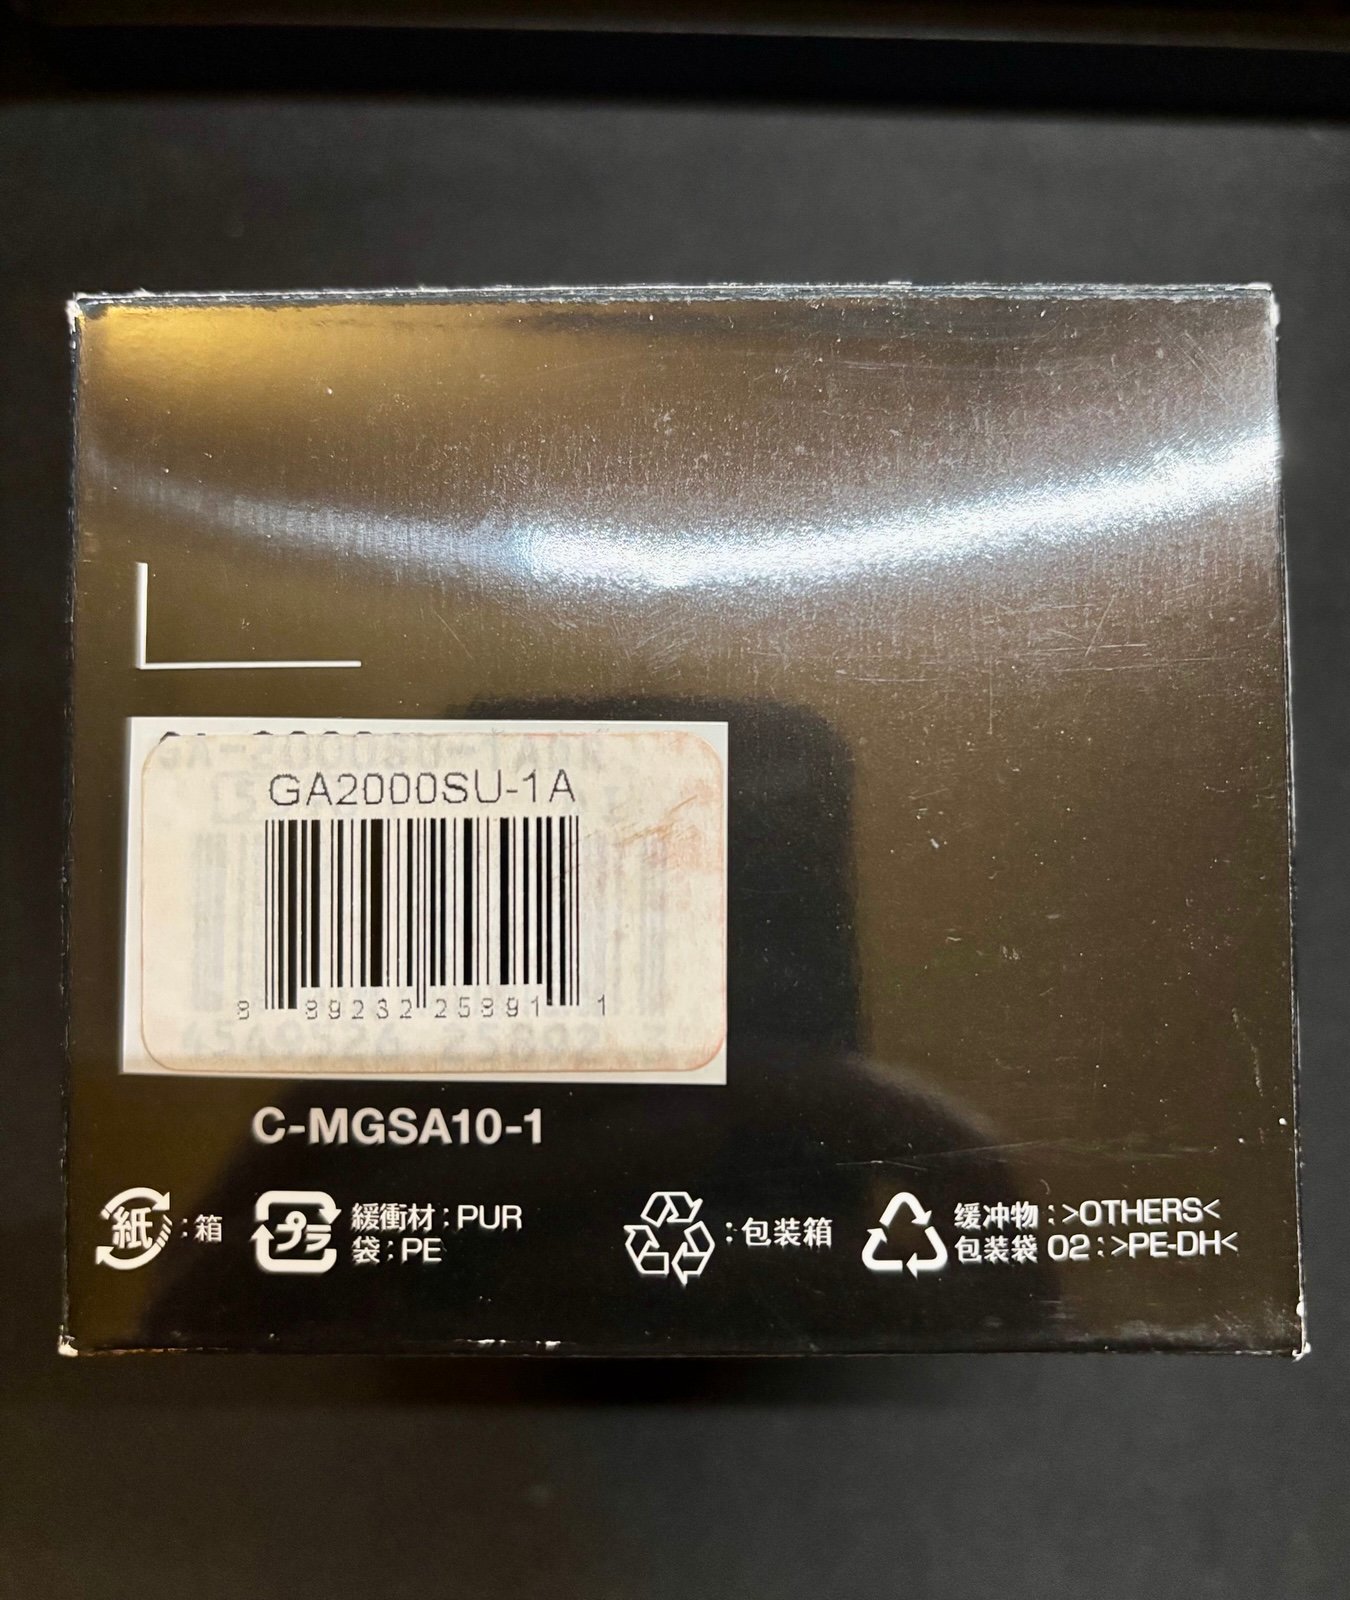 GA2000SU-1A
8 89232 25891 1
C-MGSA10-1
紙:箱
プラ
緩衝材:PUR
袋:PE
:包装箱
缓冲物:>OTHERS<
包装袋 02:>PE-DH<